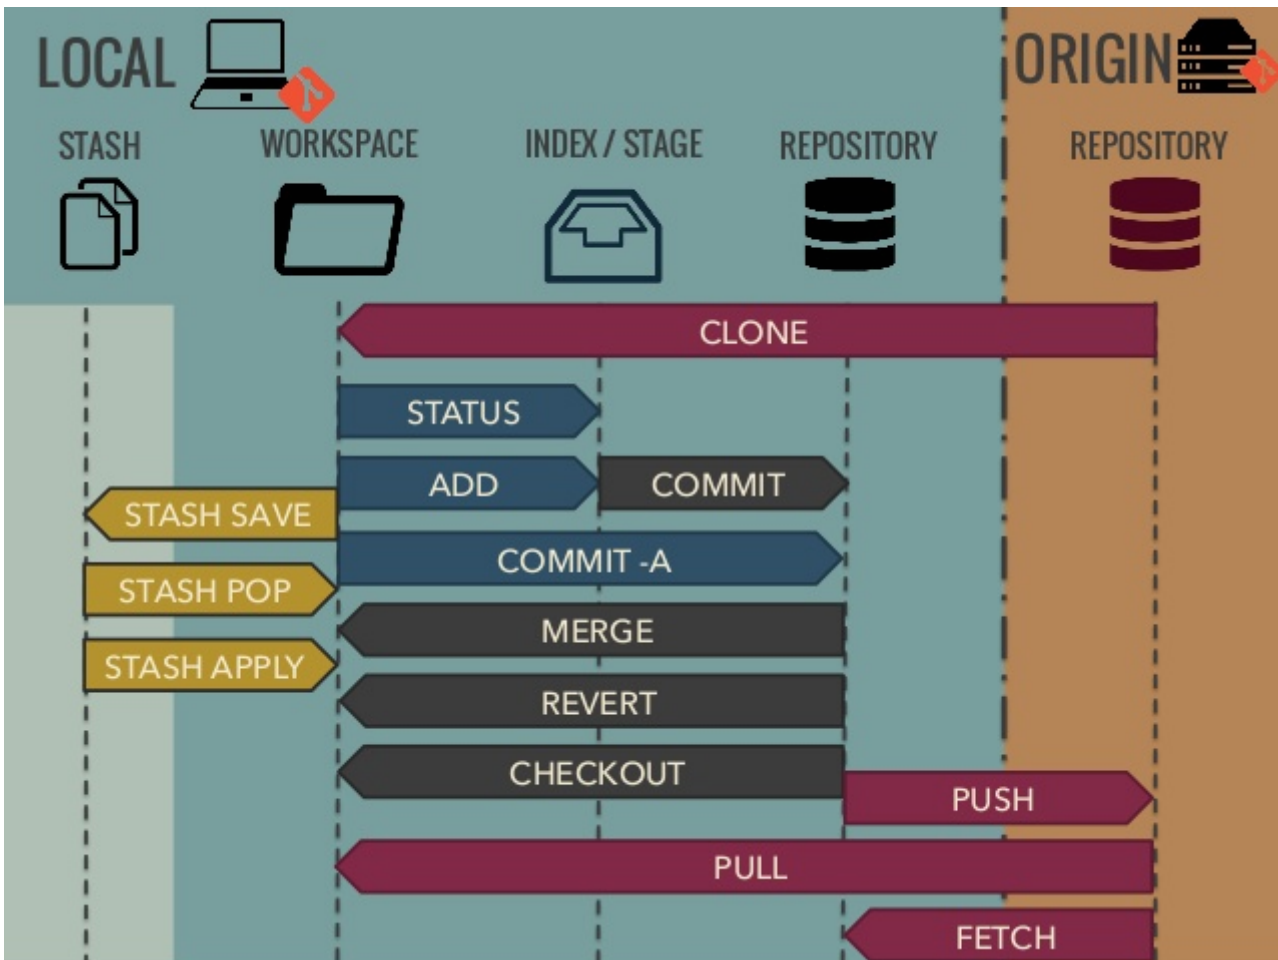 LOCAL
ORIGIN
STASH
WORKSPACE
INDEX / STAGE
REPOSITORY
REPOSITORY
CLONE
STATUS
ADD
COMMIT
STASH SAVE
COMMIT -A
STASH POP
MERGE
STASH APPLY
REVERT
CHECKOUT
PUSH
PULL
FETCH